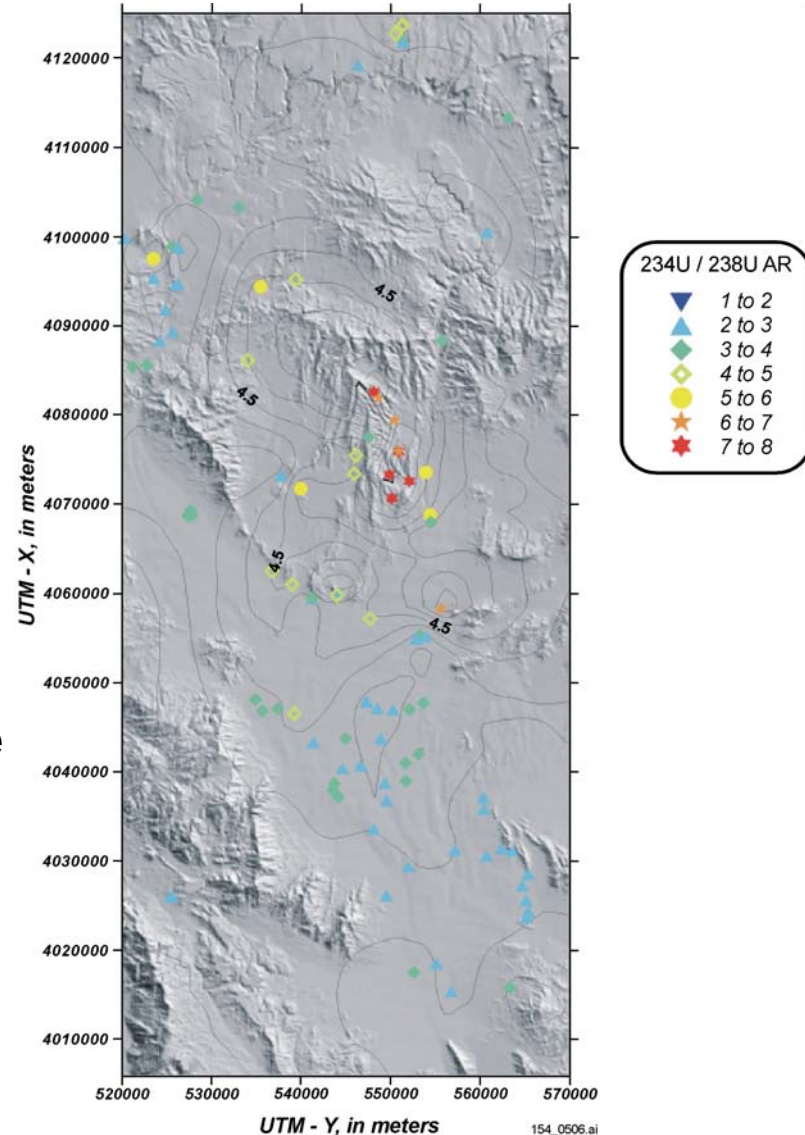 4120000
4110000
4100000
4090000
4080000
4070000
4060000
4050000
4040000
4030000
4020000
4010000
UTM - X, in meters
4.5
4.5
4.5
4.5
e
520000 530000 540000 550000 560000 570000
UTM - Y, in meters
154_0506.ai
234U / 238U AR
1 to 2
2 to 3
3 to 4
4 to 5
5 to 6
6 to 7
7 to 8